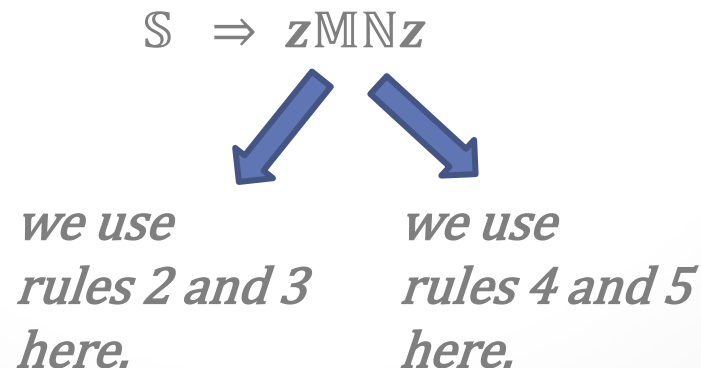 𝕊 ⇒ z𝕄ℕz
we use
rules 2 and 3
here.
we use
rules 4 and 5
here.